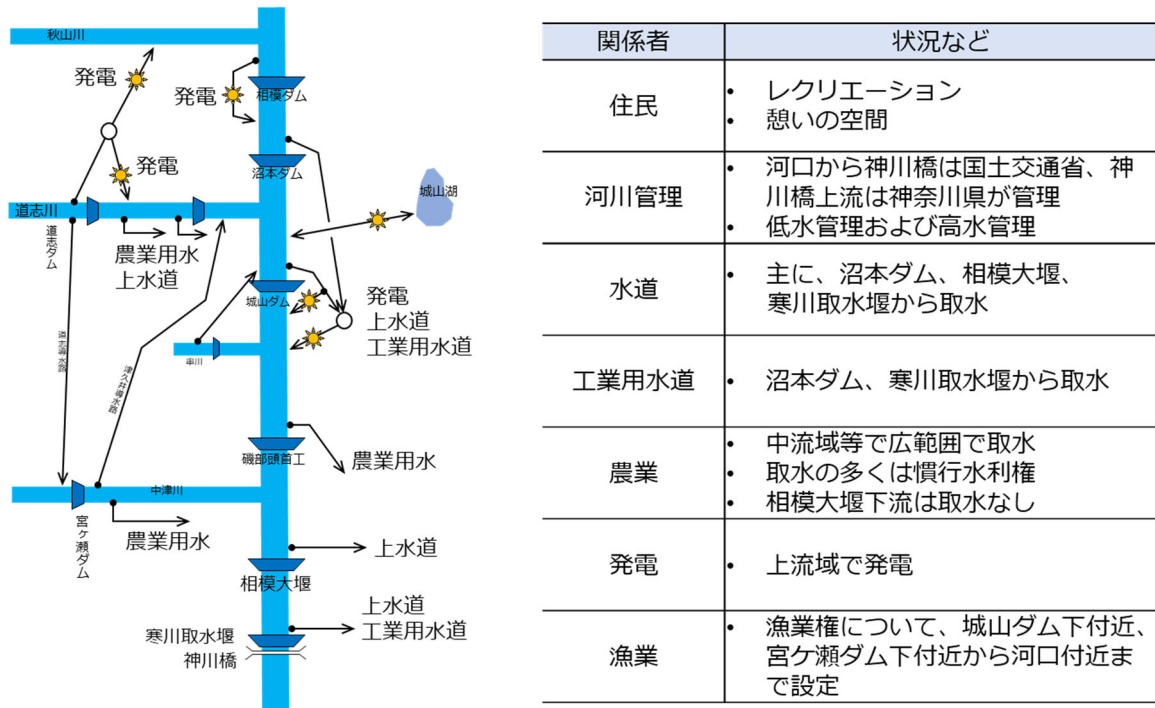 秋山川
発電
発電
相模ダム
発電
沼本ダム
城山湖
道志川
道志ダム
農業用水
上水道
城山ダム
発電
上水道
工業用水道
道志導水路
津久井導水路
串川
磯部頭首工
農業用水
中津川
宮ヶ瀬ダム
農業用水
上水道
相模大堰
上水道
工業用水道
寒川取水堰
神川橋
関係者
状況など
住民
• レクリエーション
• 憩いの空間
河川管理
• 河口から神川橋は国土交通省、神
川橋上流は神奈川県が管理
• 低水管理および高水管理
水道
• 主に、沼本ダム、相模大堰、
寒川取水堰から取水
工業用水道
• 沼本ダム、寒川取水堰から取水
農業
• 中流域等で広範囲で取水
• 取水の多くは慣行水利権
• 相模大堰下流は取水なし
発電
• 上流域で発電
漁業
• 漁業権について、城山ダム下付近、
宮ケ瀬ダム下付近から河口付近ま
で設定